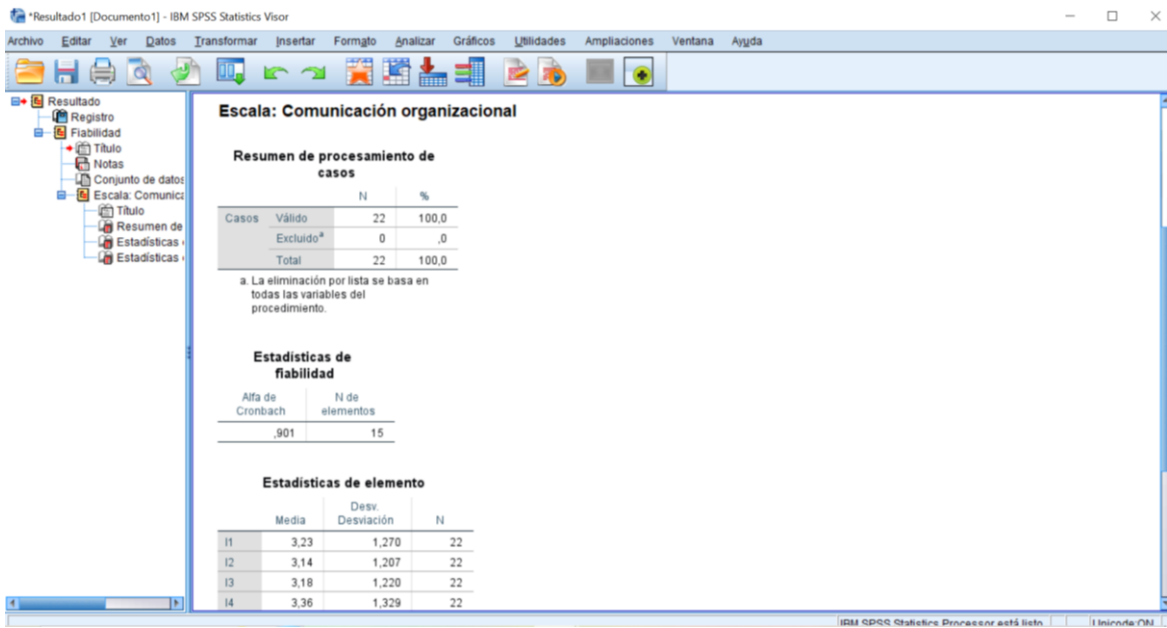 *Resultado1 [Documento1] - IBM SPSS Statistics Visor
Archivo Editar Ver Datos Transformar Insertar Formato Analizar Gráficos Utilidades Ampliaciones Ventana Ayuda
Resultado
Registro
Fiabilidad
Título
Notas
Conjunto de datos
Escala: Comunica
Título
Resumen de
Estadísticas
Estadísticas
Escala: Comunicación organizacional
Resumen de procesamiento de
casos
N %
Casos Válido 22 100,0
Excluidoª 0 ,0
Total 22 100,0
a. La eliminación por lista se basa en
todas las variables del
procedimiento.
Estadísticas de
fiabilidad
Alfa de N de
Cronbach elementos
,901 15
Estadísticas de elemento
Desv.
Media Desviación N
I1 3,23 1,270 22
I2 3,14 1,207 22
I3 3,18 1,220 22
I4 3,36 1,329 22
IBM SPSS Statistics Processor está listo Unicode:ON